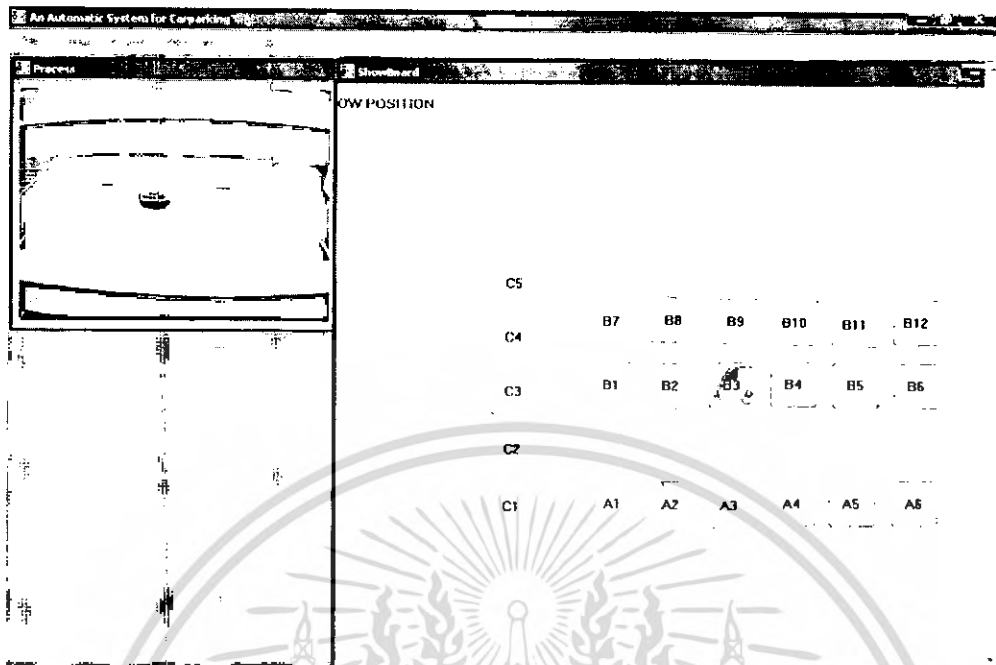 An Automatic System for Carparking
Process
ShowBoard
OW POSITION
C5
B7 B8 B9 B10 B11 B12
C4
B1 B2 B3 B4 B5 B6
C3
C2
C1 A1 A2 A3 A4 A5 A6